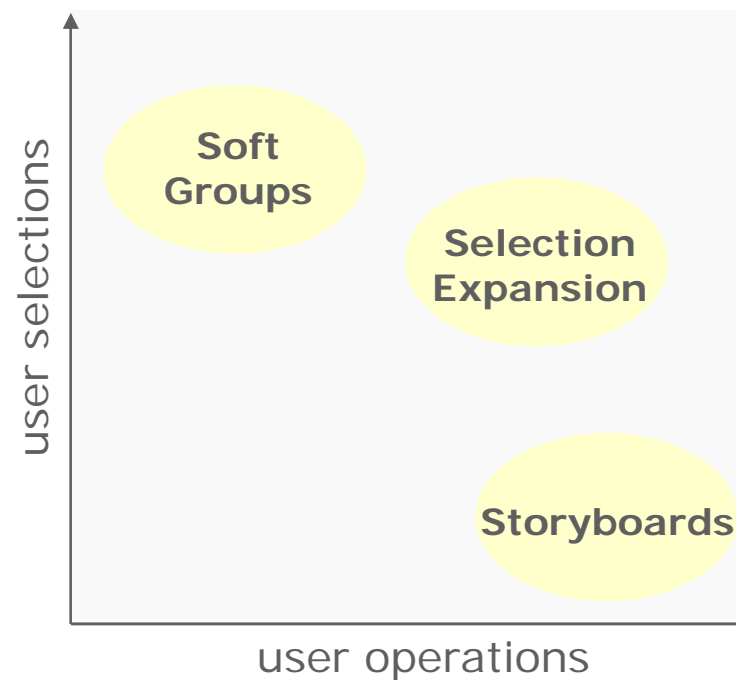 Soft
Groups
Selection
Expansion
Storyboards
user selections
user operations